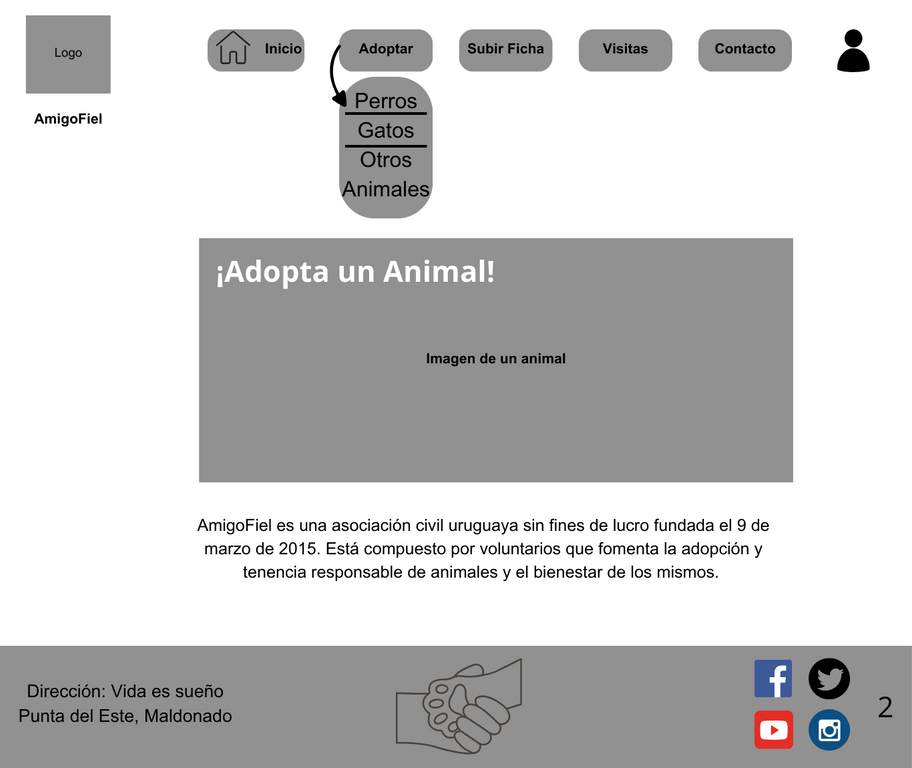 Logo
AmigoFiel
Inicio
Adoptar
Subir Ficha
Visitas
Contacto
Perros
Gatos
Otros
Animales
¡Adopta un Animal!
Imagen de un animal
AmigoFiel es una asociación civil uruguaya sin fines de lucro fundada el 9 de
marzo de 2015. Está compuesto por voluntarios que fomenta la adopción y
tenencia responsable de animales y el bienestar de los mismos.
Dirección: Vida es sueño
Punta del Este, Maldonado
2